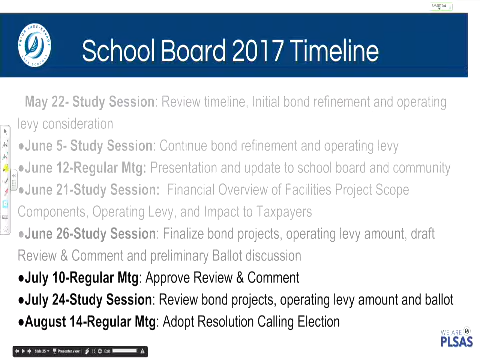 School Board 2017 Timeline
May 22- Study Session: Review timeline, Initial bond refinement and operating
levy consideration
●June 5- Study Session: Continue bond refinement and operating levy
●June 12-Regular Mtg: Presentation and update to school board and community
●June 21-Study Session: Financial Overview of Facilities Project Scope
Components, Operating Levy, and Impact to Taxpayers
●June 26-Study Session: Finalize bond projects, operating levy amount, draft
Review & Comment and preliminary Ballot discussion
●July 10-Regular Mtg: Approve Review & Comment
●July 24-Study Session: Review bond projects, operating levy amount and ballot
●August 14-Regular Mtg: Adopt Resolution Calling Election
WE ARE
PLSAS